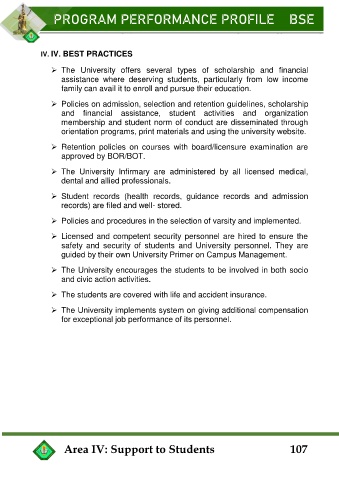 PROGRAM PERFORMANCE PROFILE BSE
IV. IV. BEST PRACTICES
➢ The University offers several types of scholarship and financial
assistance where deserving students, particularly from low income
family can avail it to enroll and pursue their education.
➢ Policies on admission, selection and retention guidelines, scholarship
and financial assistance, student activities and organization
membership and student norm of conduct are disseminated through
orientation programs, print materials and using the university website.
➢ Retention policies on courses with board/licensure examination are
approved by BOR/BOT.
➢ The University Infirmary are administered by all licensed medical,
dental and allied professionals.
➢ Student records (health records, guidance records and admission
records) are filed and well- stored.
➢ Policies and procedures in the selection of varsity and implemented.
➢ Licensed and competent security personnel are hired to ensure the
safety and security of students and University personnel. They are
guided by their own University Primer on Campus Management.
➢ The University encourages the students to be involved in both socio
and civic action activities.
➢ The students are covered with life and accident insurance.
➢ The University implements system on giving additional compensation
for exceptional job performance of its personnel.
Area IV: Support to Students 107